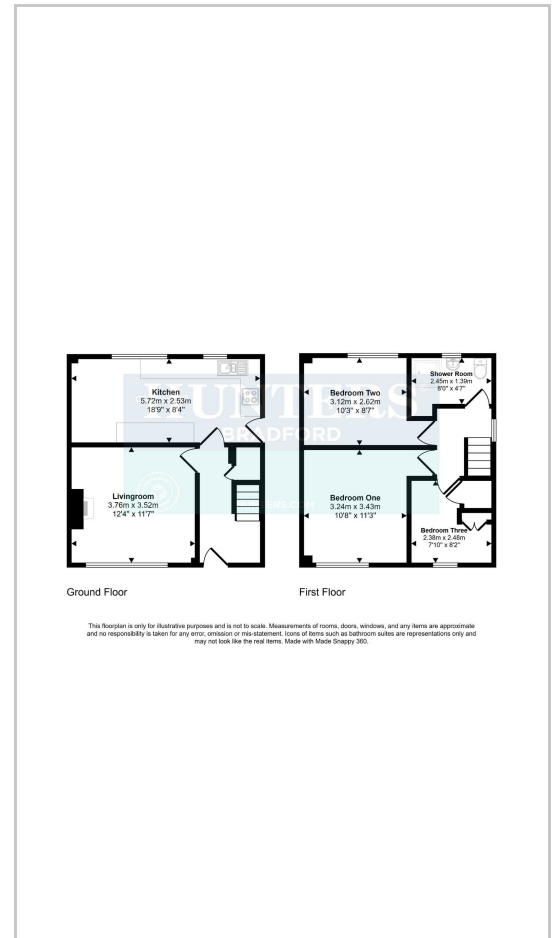 HUNTERS
BRADFORD
Kitchen
5.72m x 2.53m
18'9" x 8'4"
Livingroom
3.76m x 3.52m
12'4" x 11'7"
Ground Floor
Bedroom Two
3.12m x 2.62m
10'3" x 8'7"
Shower Room
2.45m x 1.39m
8'0" x 4'7"
Bedroom One
3.24m x 3.43m
10'8" x 11'3"
Bedroom Three
2.38m x 2.48m
7'10" x 8'2"
First Floor
This floorplan is only for illustrative purposes and is not to scale. Measurements of rooms, doors, windows, and any items are approximate
and no responsibility is taken for any error, omission or mis-statement. Icons of items such as bathroom suites are representations only and
may not look like the real items. Made with Made Snappy 360.